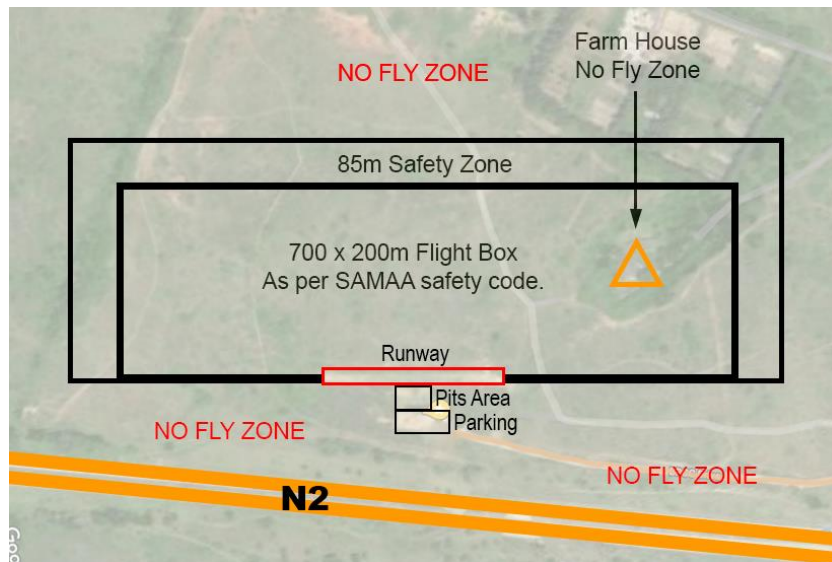 Farm House
No Fly Zone
NO FLY ZONE
85m Safety Zone
700 x 200m Flight Box
As per SAMAA safety code.
Runway
Pits Area
Parking
NO FLY ZONE
NO FLY ZONE
N2